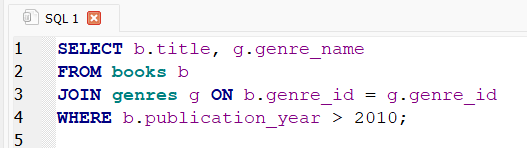 SQL 1
1 SELECT b.title, g.genre_name
2 FROM books b
3 JOIN genres g ON b.genre_id = g.genre_id
4 WHERE b.publication_year > 2010;
5